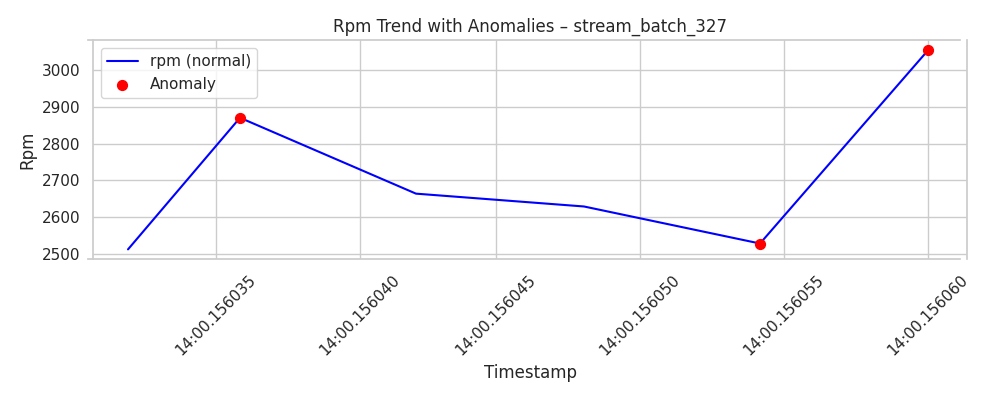 Rpm Trend with Anomalies – stream_batch_327
rpm (normal)
Anomaly
Rpm
3000
2900
2800
2700
2600
2500
14:00.156035
14:00.156040
14:00.156045
14:00.156050
14:00.156055
14:00.156060
Timestamp